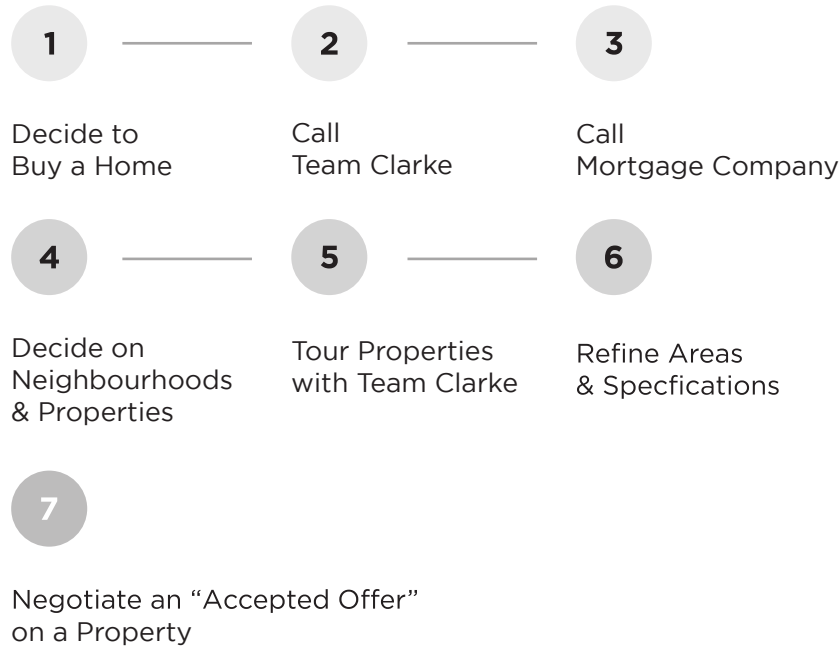 1
2
3
Decide to
Buy a Home
Call
Team Clarke
Call
Mortgage Company
4
5
6
Decide on
Neighbourhoods
& Properties
Tour Properties
with Team Clarke
Refine Areas
& Specfications
7
Negotiate an “Accepted Offer”
on a Property